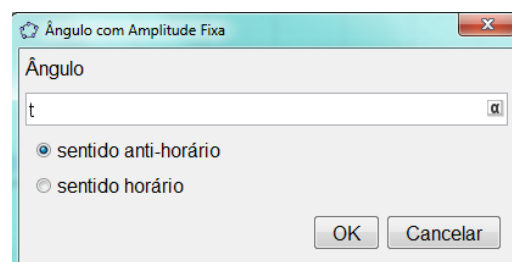 Ângulo com Amplitude Fixa
Ângulo
t
α
sentido anti-horário
sentido horário
OK Cancelar